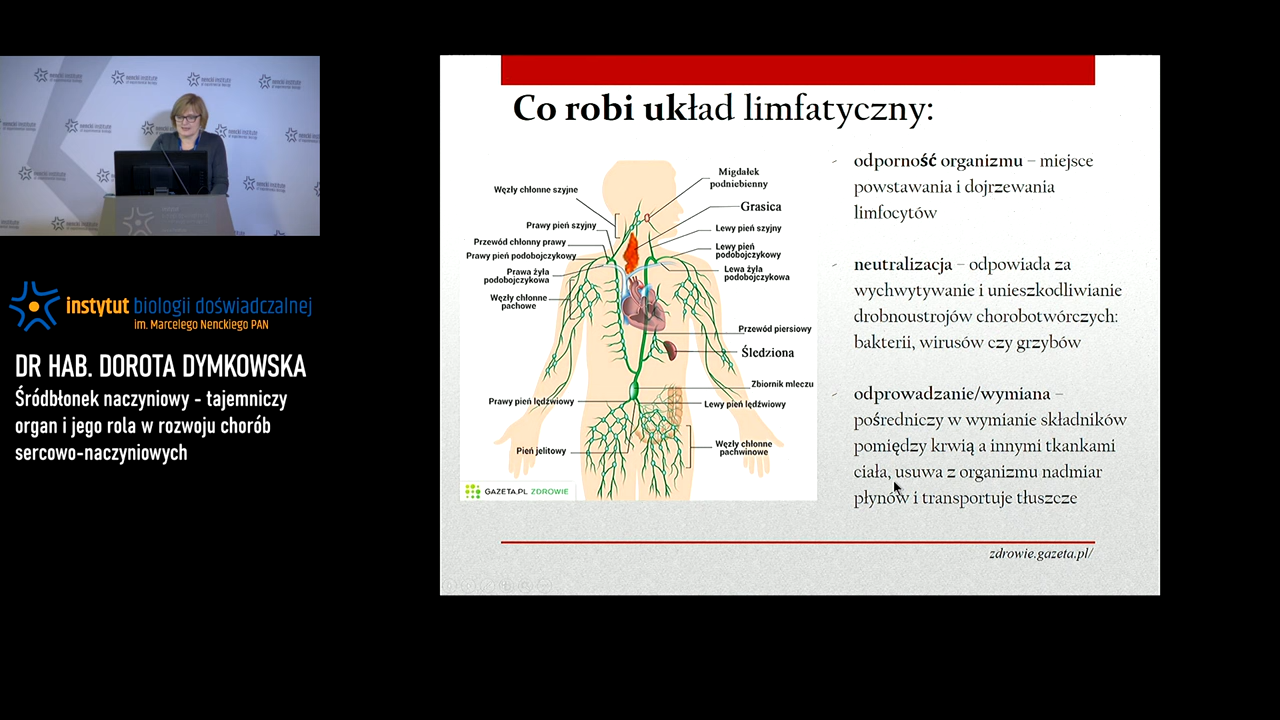 nencki institute
instytut biologii doświadczalnej
im. Marcelego Nenckiego PAN
DR HAB. DOROTA DYMKOWSKA
Śródbłonek naczyniowy - tajemniczy
organ i jego rola w rozwoju chorób
sercowo-naczyniowych
Co robi układ limfatyczny:
Węzły chłonne szyjne
Prawy pień szyjny
Przewód chłonny prawy
Prawy pień podobojczykowy
Prawa żyła
podobojczykowa
Węzły chłonne
pachowe
Prawy pień lędźwiowy
Pień jelitowy
Migdałek
podniebienny
Grasica
Lewy pień szyjny
Lewy pień
podobojczykowy
Lewa żyła
podobojczykowa
Przewód piersiowy
Śledziona
Zbiornik mleczu
Lewy pień lędźwiowy
Węzły chłonne
pachwinowe
GAZETA.PL ZDROWIE
- odporność organizmu – miejsce
powstawania i dojrzewania
limfocytów
- neutralizacja – odpowiada za
wychwytywanie i unieszkodliwianie
drobnoustrojów chorobotwórczych:
bakterii, wirusów czy grzybów
- odprowadzanie/wymiana –
pośredniczy w wymianie składników
pomiędzy krwią a innymi tkankami
ciała, usuwa z organizmu nadmiar
płynów i transportuje tłuszcze
zdrowie.gazeta.pl/